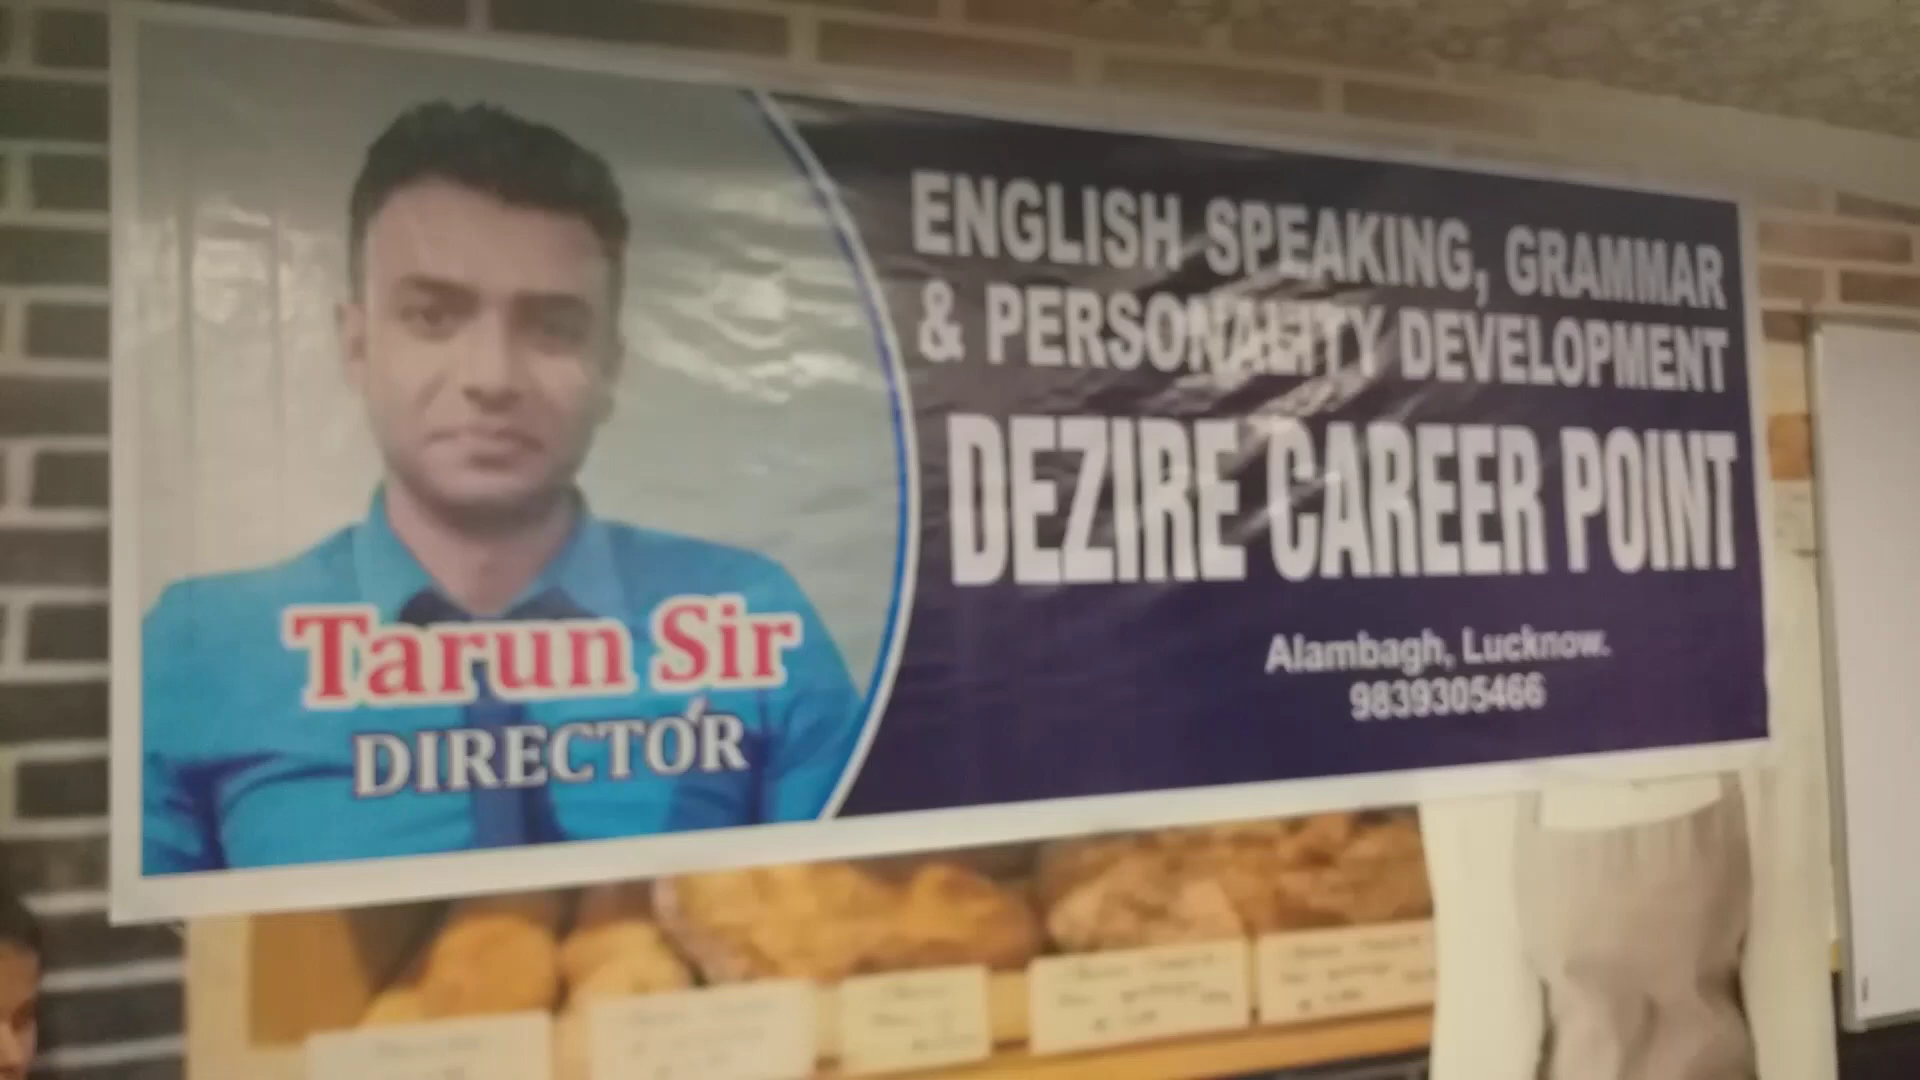 ENGLISH SPEAKING, GRAMMAR
& PERSONALITY DEVELOPMENT
DEZIRE CAREER POINT
Alambagh, Lucknow.
9839305466
Tarun Sir
DIRECTOR